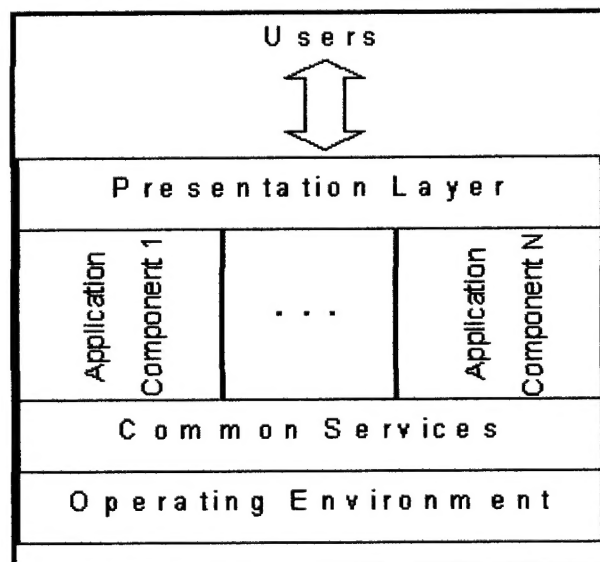 Users
Presentation Layer
Application
Component 1
. . .
Application
Component N
Common Services
Operating Environment